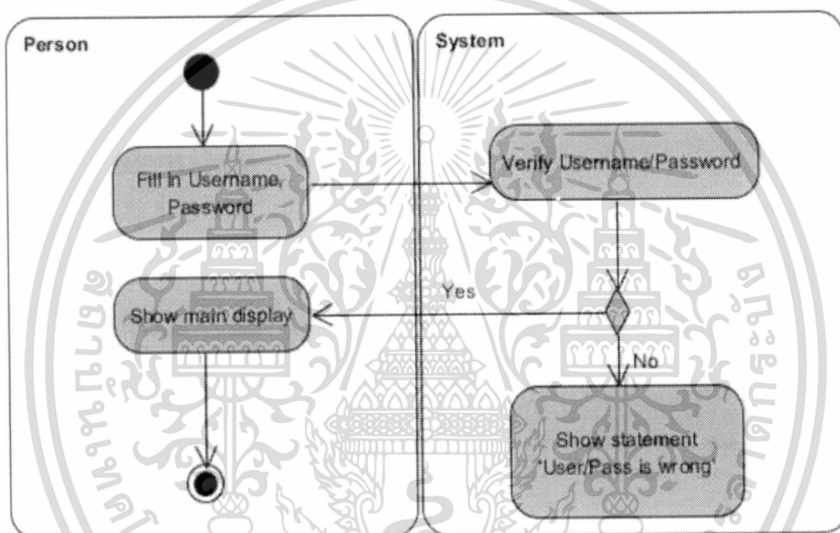 Person
System
Fill in Username,
Password
Verify Username/Password
Yes
Show main display
No
Show statement
'User/Pass is wrong'